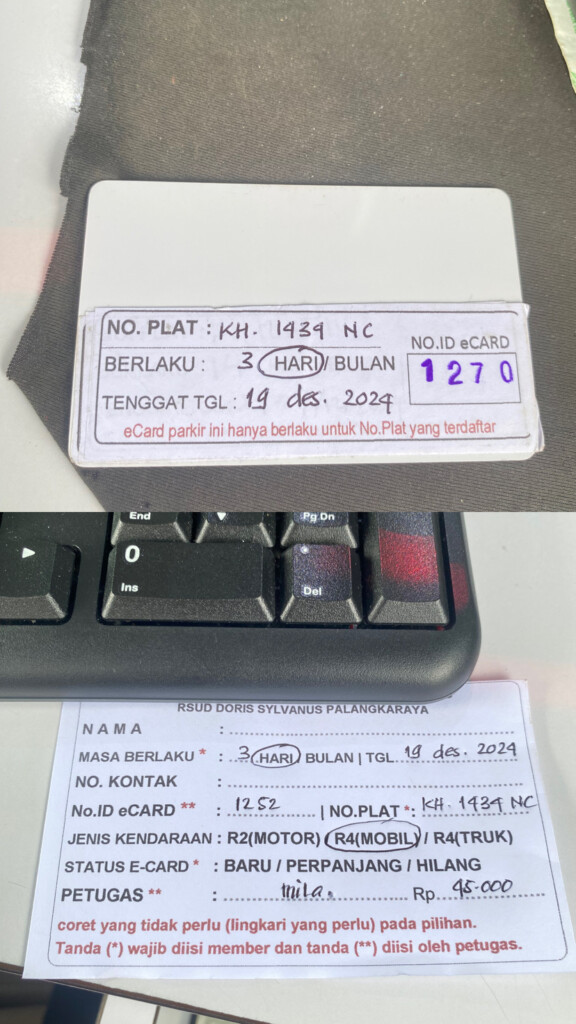 NO. PLAT : KH. 1434 NC
BERLAKU : 3 HARI / BULAN
NO.ID eCARD
1270
TENGGAT TGL : 19 des. 2024
eCard parkir ini hanya berlaku untuk No.Plat yang terdaftar
End
Pg Dn
0
Ins
Del
RSUD DORIS SYLVANUS PALANGKARAYA
NAMA :
MASA BERLAKU * : 3 HARI BULAN | TGL. 19 des. 2024
NO. KONTAK :
No.ID eCARD ** : 1252 | NO.PLAT *: KH. 1434 NC
JENIS KENDARAAN : R2(MOTOR) / R4(MOBIL) / R4(TRUK)
STATUS E-CARD * : BARU / PERPANJANG / HILANG
PETUGAS ** : mila. Rp. 45.000
coret yang tidak perlu (lingkari yang perlu) pada pilihan.
Tanda (*) wajib diisi member dan tanda (**) diisi oleh petugas.